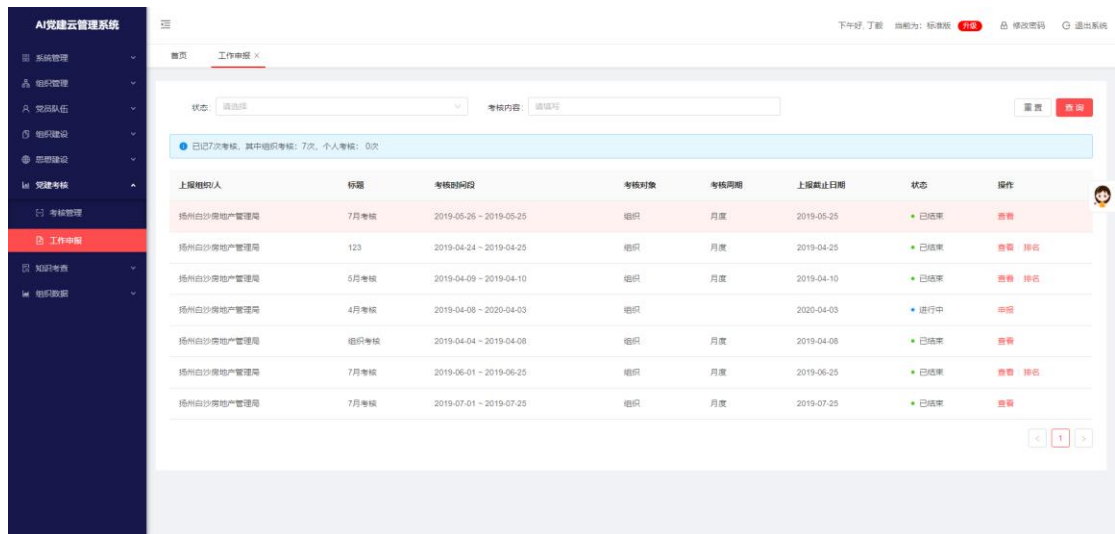 AI党建云管理系统
下午好, 丁毅 当前为: 标准版 升级 修改密码 退出系统
系统管理
组织管理
党员队伍
组织建设
思想建设
党建考核
考核管理
工作申报
知识考查
组织数据
首页 工作申报 ×
状态: 请选择 考核内容: 请填写 重置 查询
已记7次考核, 其中组织考核: 7次, 个人考核: 0次
上报组织/人 标题 考核时间段 考核对象 考核周期 上报截止日期 状态 操作
扬州白沙房地产管理局 7月考核 2019-05-26 ~ 2019-05-25 组织 月度 2019-05-25 已结束 查看
扬州白沙房地产管理局 123 2019-04-24 ~ 2019-04-25 组织 月度 2019-04-25 已结束 查看 排名
扬州白沙房地产管理局 5月考核 2019-04-09 ~ 2019-04-10 组织 月度 2019-04-10 已结束 查看 排名
扬州白沙房地产管理局 4月考核 2019-04-08 ~ 2020-04-03 组织 2020-04-03 进行中 申报
扬州白沙房地产管理局 组织考核 2019-04-04 ~ 2019-04-08 组织 月度 2019-04-08 已结束 查看
扬州白沙房地产管理局 7月考核 2019-06-01 ~ 2019-06-25 组织 月度 2019-06-25 已结束 查看 排名
扬州白沙房地产管理局 7月考核 2019-07-01 ~ 2019-07-25 组织 月度 2019-07-25 已结束 查看
< 1 >